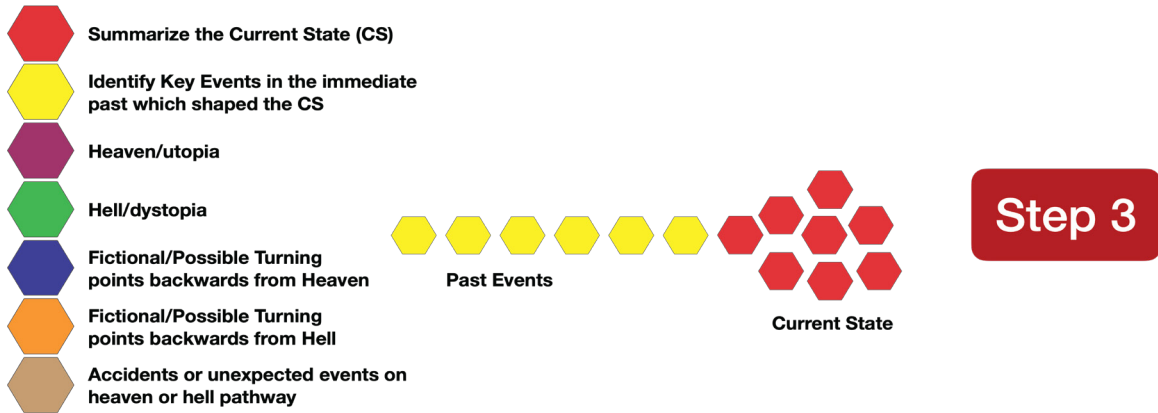 Summarize the Current State (CS)
Identify Key Events in the immediate
past which shaped the CS
Heaven/utopia
Hell/dystopia
Fictional/Possible Turning
points backwards from Heaven
Fictional/Possible Turning
points backwards from Hell
Accidents or unexpected events on
heaven or hell pathway
Past Events
Current State
Step 3